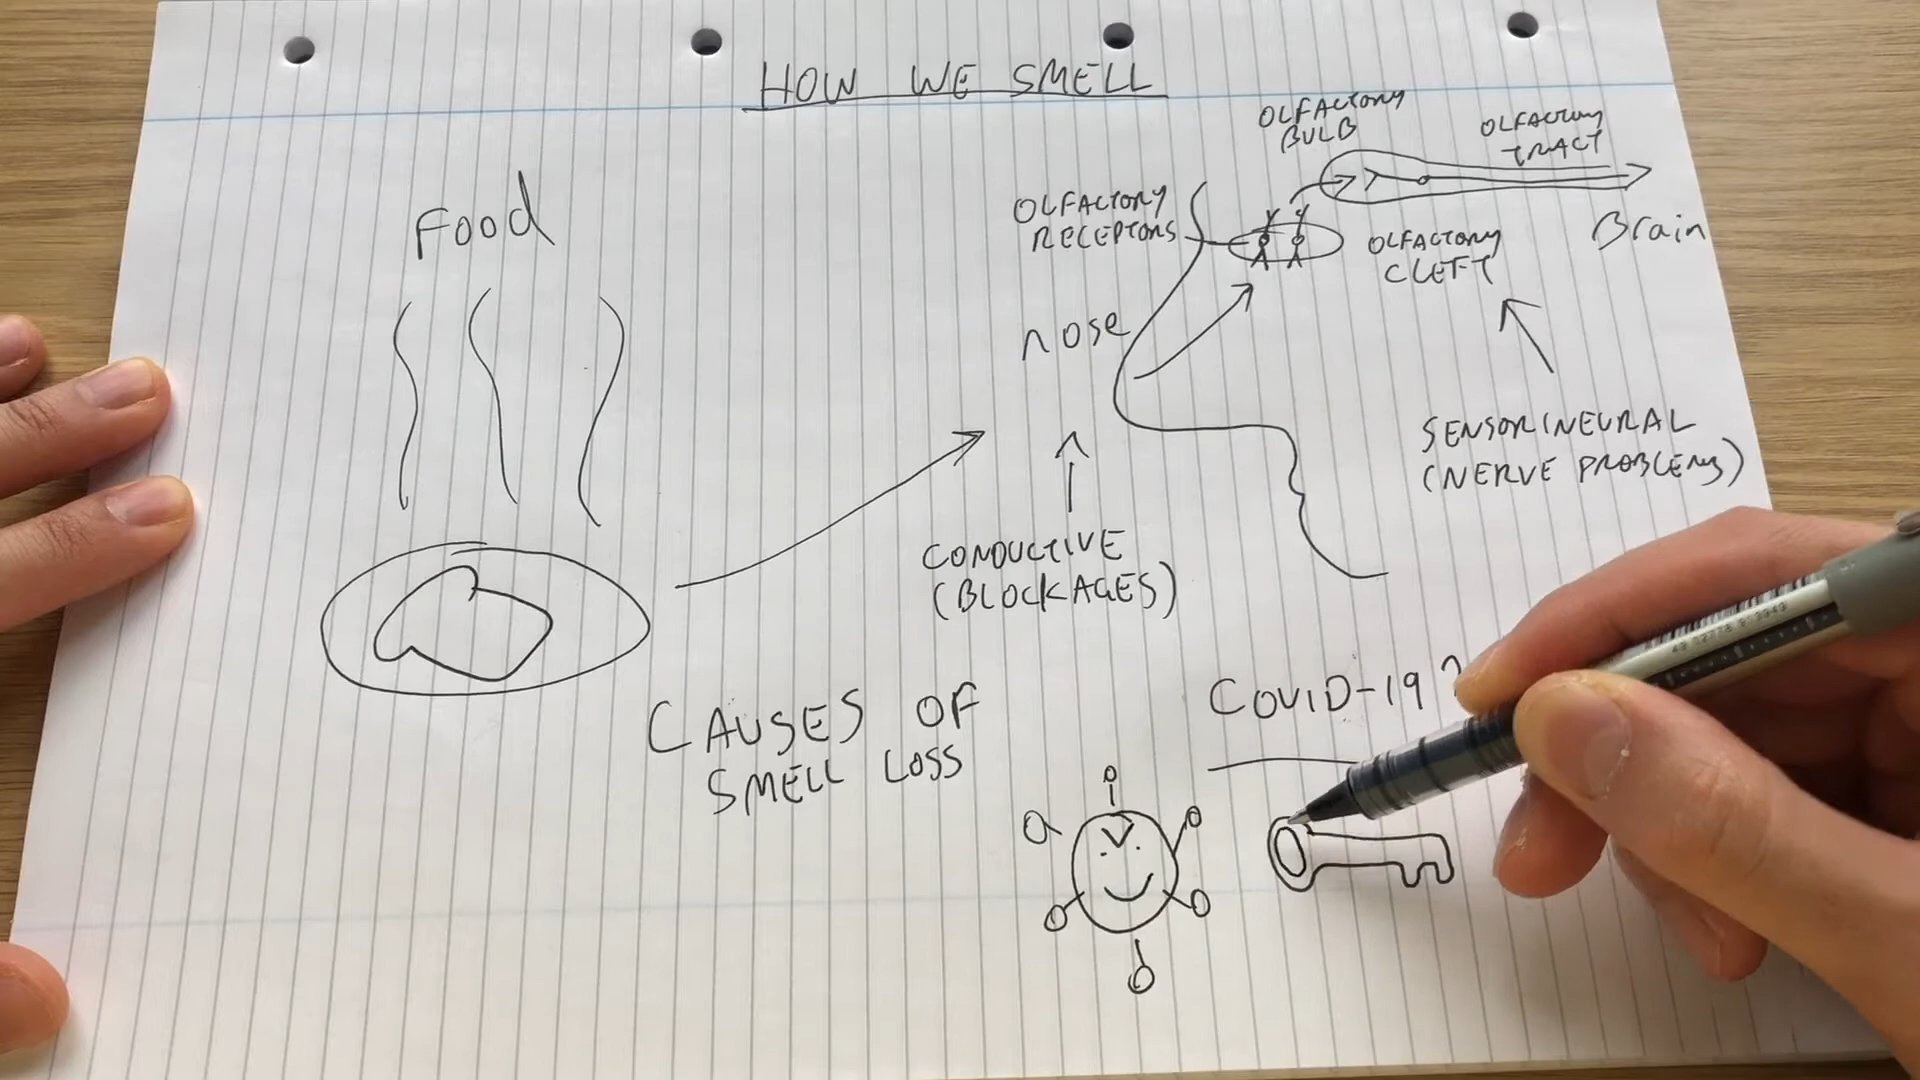 HOW WE SMELL
Food
OLFACTORY
BULB
OLFACTORY
TRACT
OLFACTORY
RECEPTORS
OLFACTORY
CLEFT
Brain
nose
SENSORINEURAL
(NERVE PROBLEMS)
CONDUCTIVE
(BLOCKAGES)
CAUSES OF
SMELL LOSS
COVID-19?